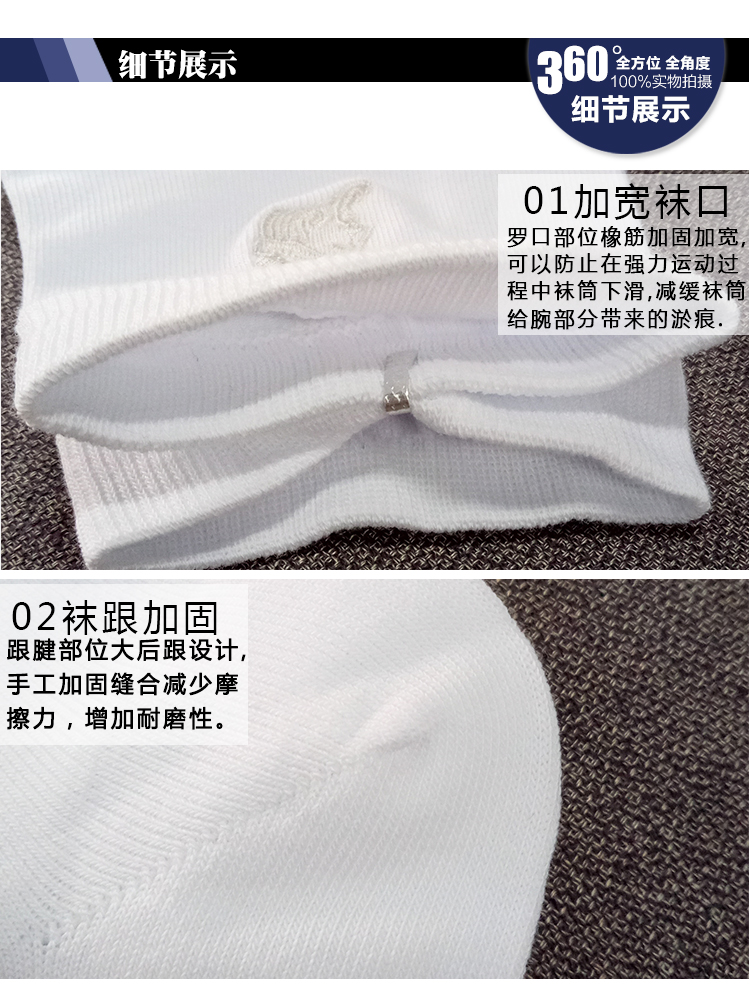 细节展示
360°全方位 全角度
100%实物拍摄
细节展示
01加宽袜口
罗口部位橡筋加固加宽,
可以防止在强力运动过
程中袜筒下滑,减缓袜筒
给腕部分带来的淤痕.
02袜跟加固
跟腱部位大后跟设计,
手工加固缝合减少摩
擦力，增加耐磨性。